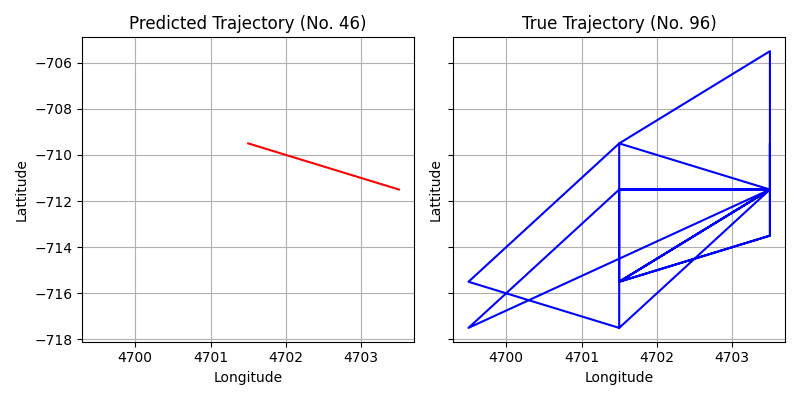 Predicted Trajectory (No. 46)
True Trajectory (No. 96)
−706
−708
−710
−712
−714
−716
−718
Lattitude
Lattitude
4700 4701 4702 4703
4700 4701 4702 4703
Longitude
Longitude